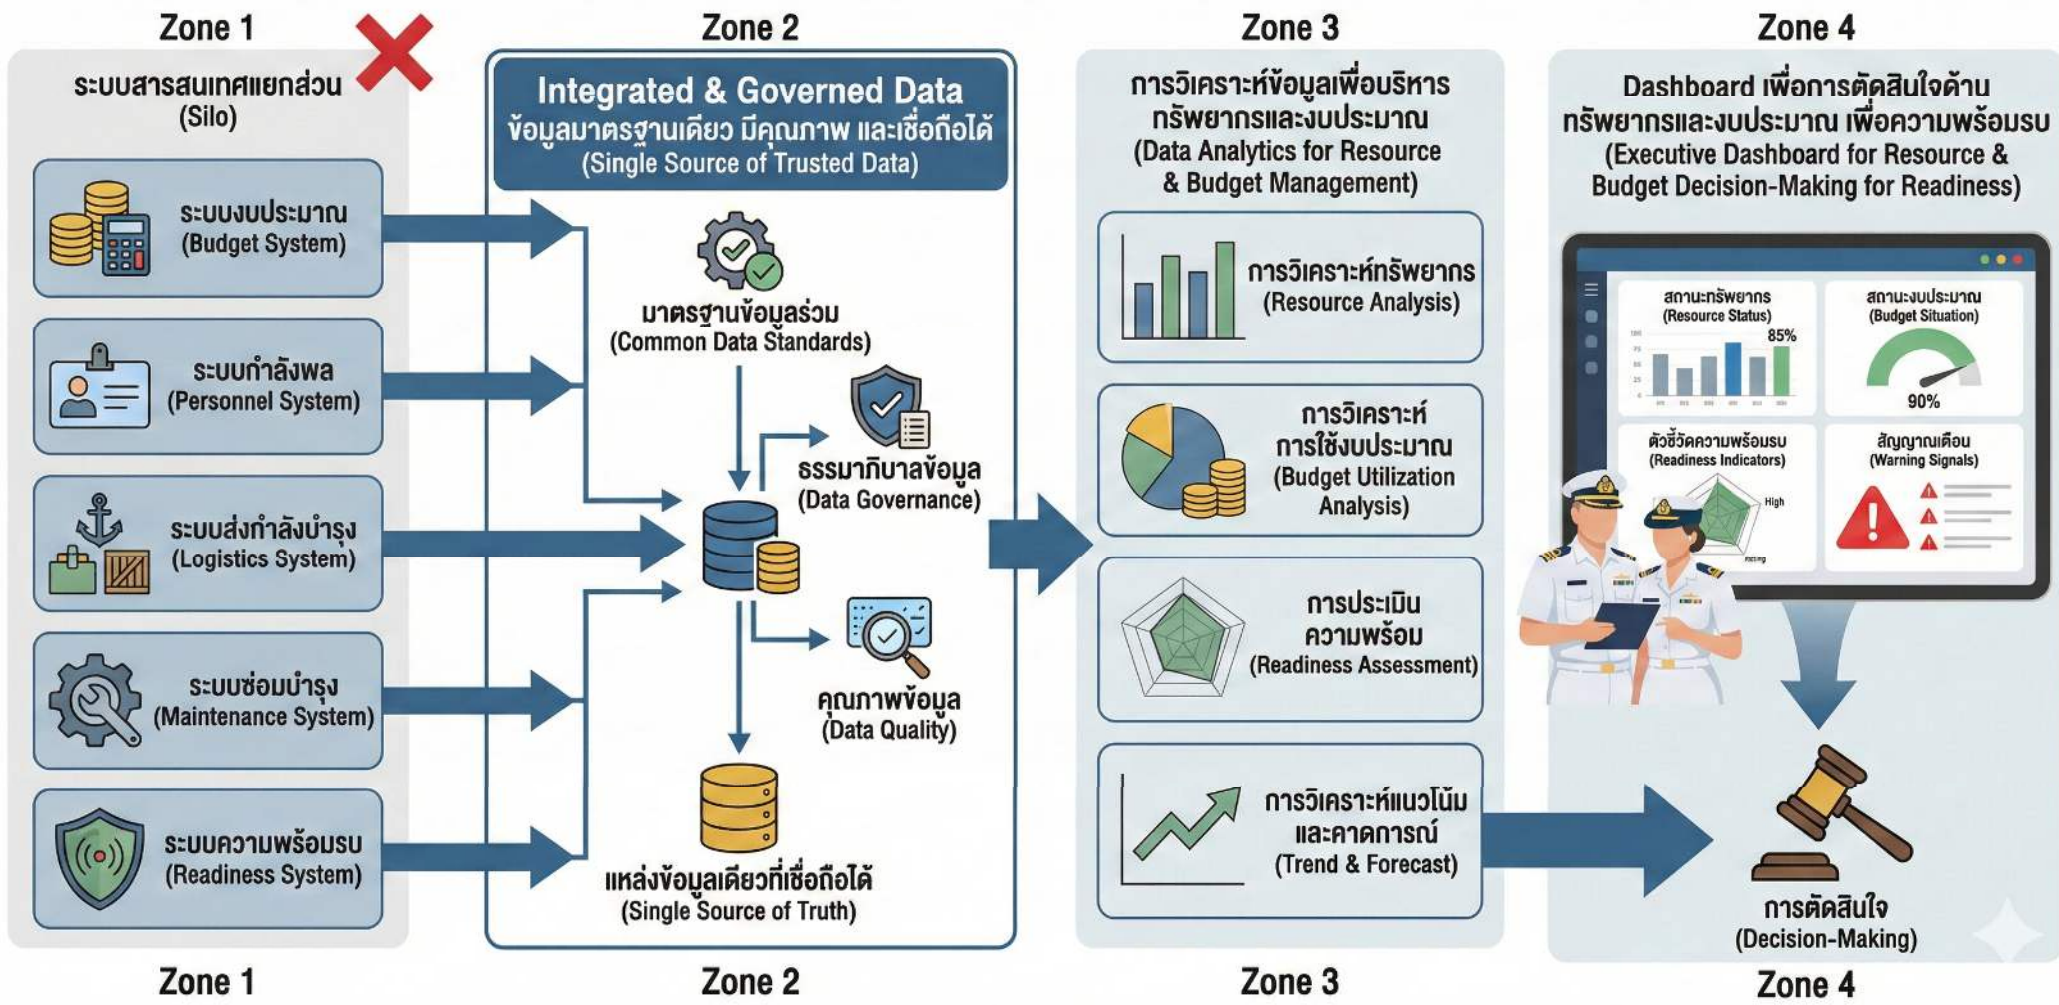 Zone 1
ระบบสารสนเทศแยกส่วน
(Silo)
ระบบงบประมาณ
(Budget System)
ระบบกำลังพล
(Personnel System)
ระบบส่งกำลังบำรุง
(Logistics System)
ระบบซ่อมบำรุง
(Maintenance System)
ระบบความพร้อมรบ
(Readiness System)
Zone 1
Zone 2
Integrated & Governed Data
ข้อมูลมาตรฐานเดียว มีคุณภาพ และเชื่อถือได้
(Single Source of Trusted Data)
มาตรฐานข้อมูลร่วม
(Common Data Standards)
ธรรมาภิบาลข้อมูล
(Data Governance)
คุณภาพข้อมูล
(Data Quality)
แหล่งข้อมูลเดียวที่เชื่อถือได้
(Single Source of Truth)
Zone 2
Zone 3
การวิเคราะห์ข้อมูลเพื่อบริหาร
ทรัพยากรและงบประมาณ
(Data Analytics for Resource
& Budget Management)
การวิเคราะห์ทรัพยากร
(Resource Analysis)
การวิเคราะห์
การใช้งบประมาณ
(Budget Utilization
Analysis)
การประเมิน
ความพร้อม
(Readiness Assessment)
การวิเคราะห์แนวโน้ม
และคาดการณ์
(Trend & Forecast)
Zone 3
Zone 4
Dashboard เพื่อการตัดสินใจด้าน
ทรัพยากรและงบประมาณ เพื่อความพร้อมรบ
(Executive Dashboard for Resource &
Budget Decision-Making for Readiness)
สถานะทรัพยากร
(Resource Status)
85%
สถานะงบประมาณ
(Budget Situation)
90%
ตัวชี้วัดความพร้อมรบ
(Readiness Indicators)
High
สัญญาณเตือน
(Warning Signals)
การตัดสินใจ
(Decision-Making)
Zone 4